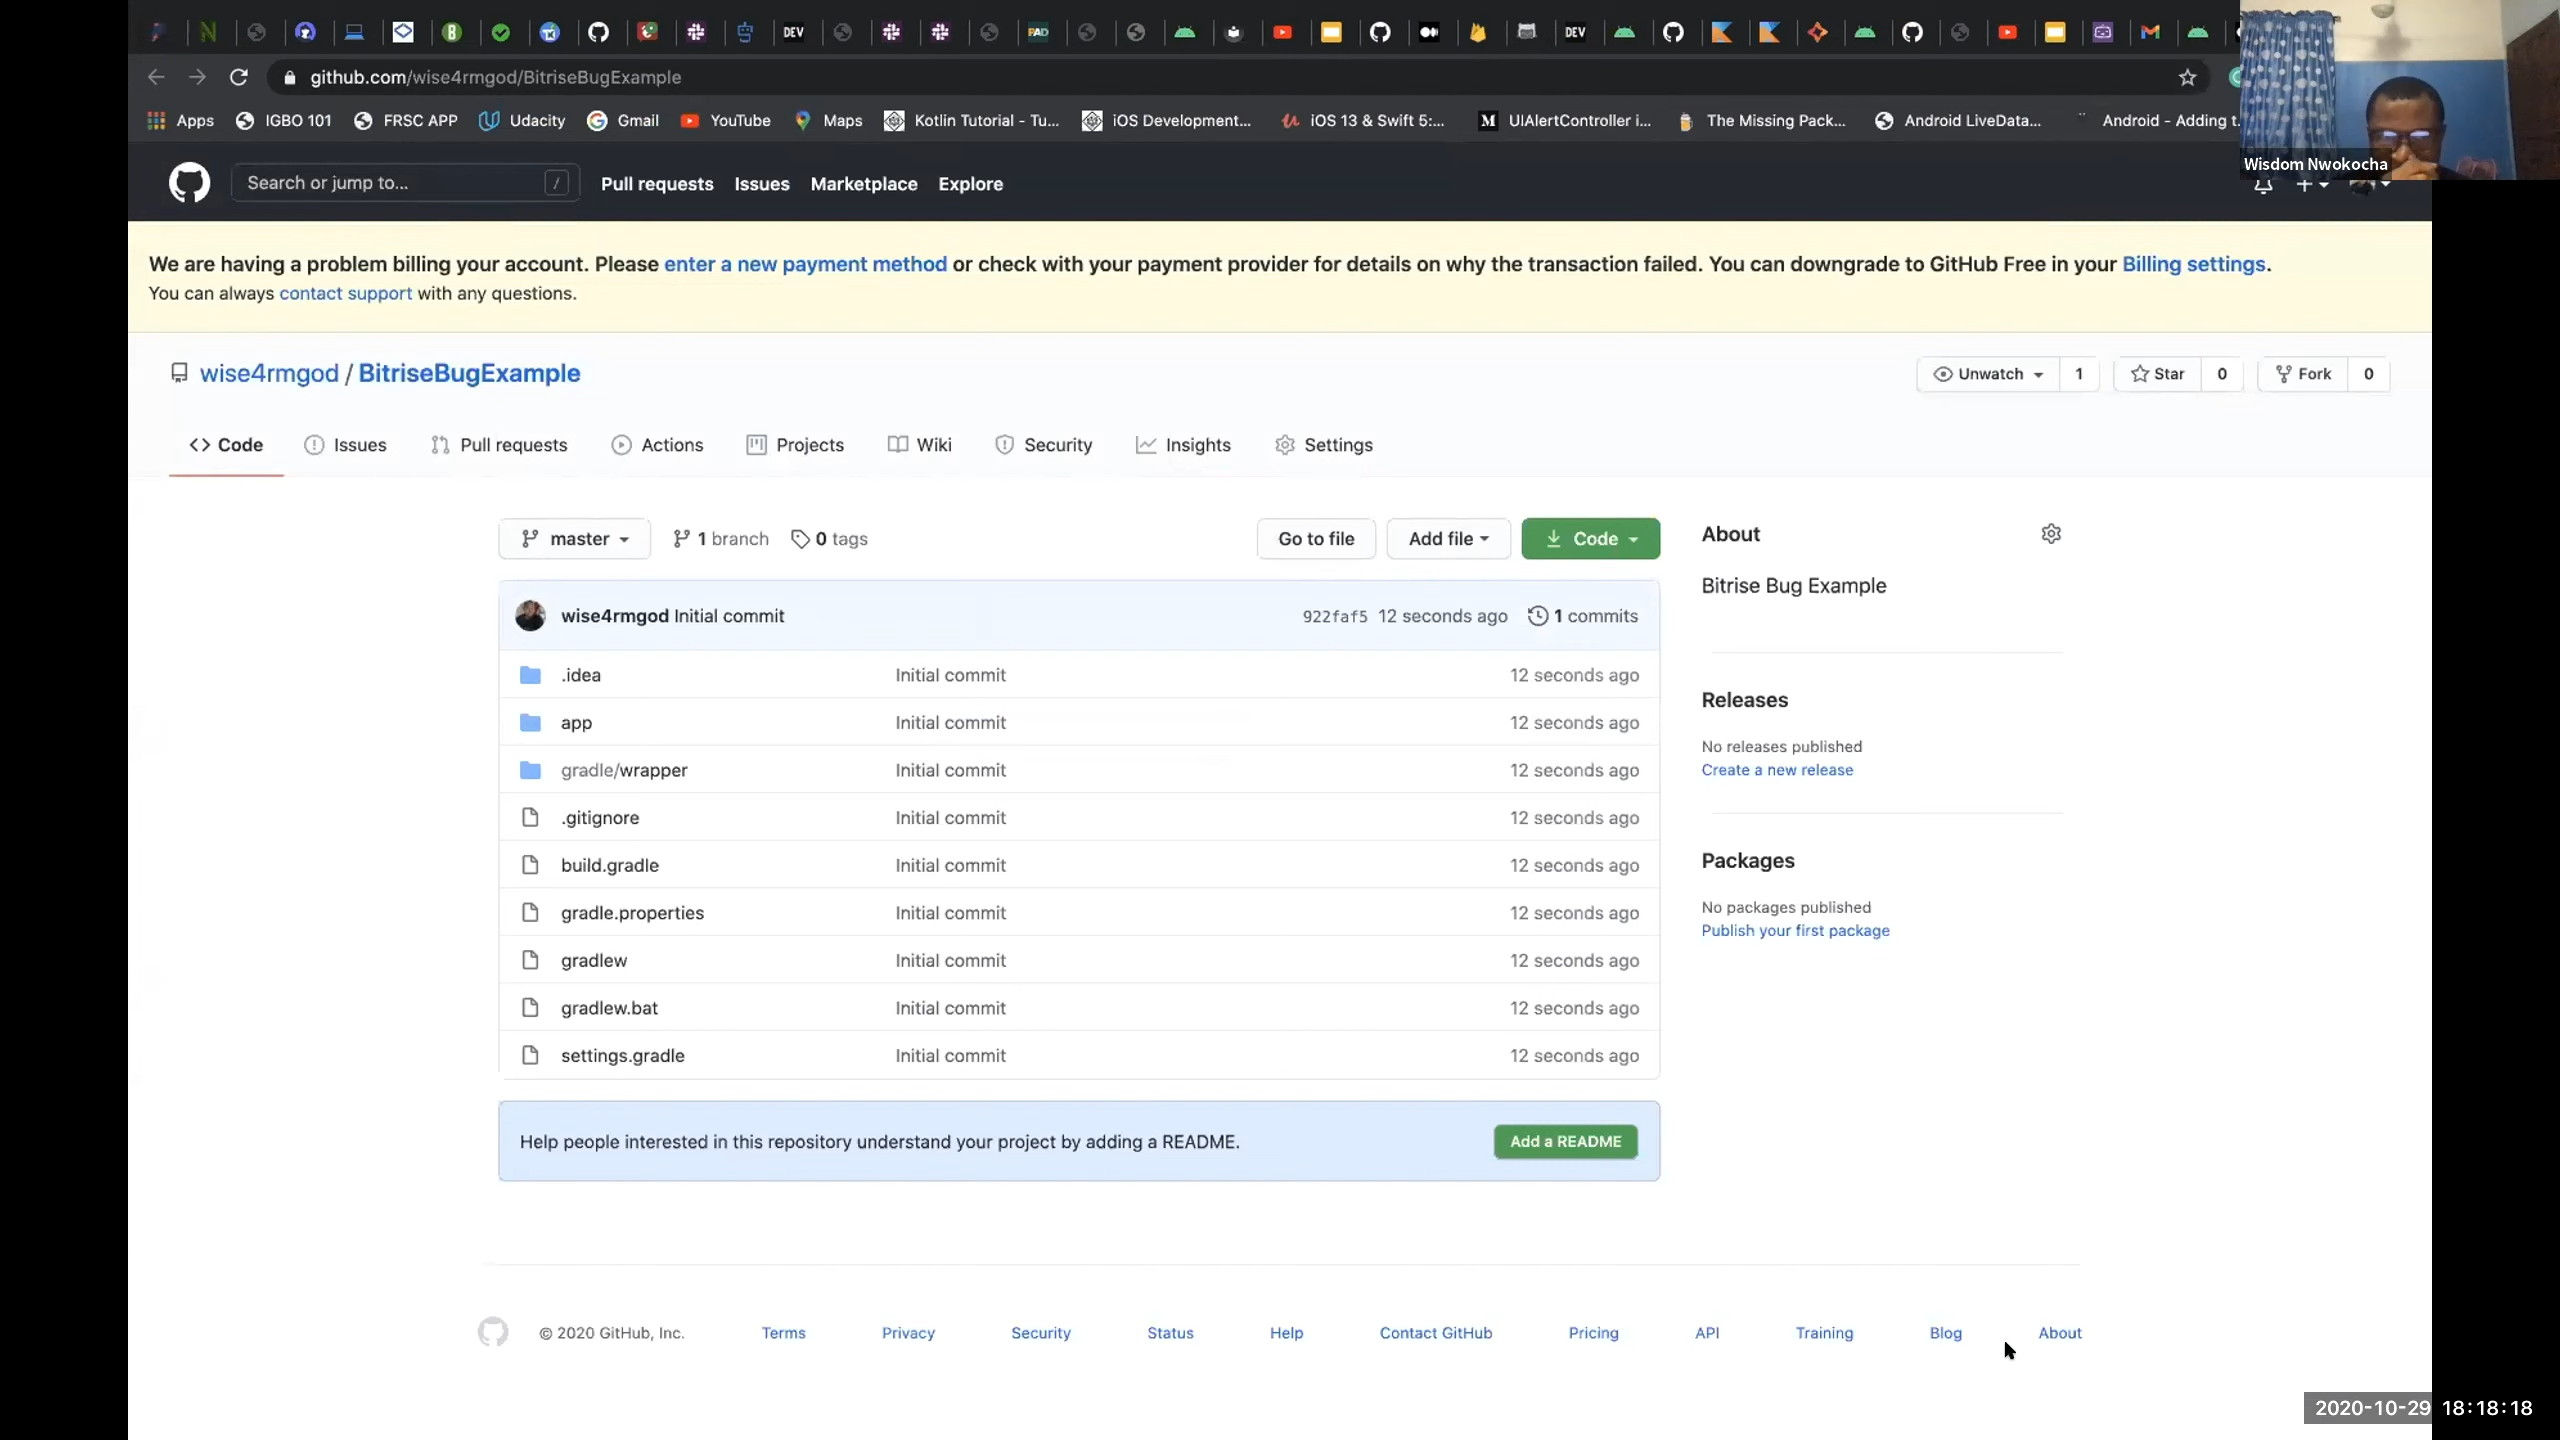 DEV
PAD
DEV
github.com/wise4rmgod/BitriseBugExample
Apps IGBO 101 FRSC APP Udacity Gmail YouTube Maps Kotlin Tutorial - Tu... iOS Development... iOS 13 & Swift 5:... UIAlertController i... The Missing Pack... Android LiveData... Android - Adding t...
Wisdom Nwokocha
Search or jump to... / Pull requests Issues Marketplace Explore
We are having a problem billing your account. Please enter a new payment method or check with your payment provider for details on why the transaction failed. You can downgrade to GitHub Free in your Billing settings.
You can always contact support with any questions.
wise4rmgod / BitriseBugExample
Unwatch 1 Star 0 Fork 0
Code Issues Pull requests Actions Projects Wiki Security Insights Settings
master 1 branch 0 tags Go to file Add file Code
wise4rmgod Initial commit 922faf5 12 seconds ago 1 commits
.idea Initial commit 12 seconds ago
app Initial commit 12 seconds ago
gradle/wrapper Initial commit 12 seconds ago
.gitignore Initial commit 12 seconds ago
build.gradle Initial commit 12 seconds ago
gradle.properties Initial commit 12 seconds ago
gradlew Initial commit 12 seconds ago
gradlew.bat Initial commit 12 seconds ago
settings.gradle Initial commit 12 seconds ago
Help people interested in this repository understand your project by adding a README. Add a README
About
Bitrise Bug Example
Releases
No releases published
Create a new release
Packages
No packages published
Publish your first package
© 2020 GitHub, Inc. Terms Privacy Security Status Help Contact GitHub Pricing API Training Blog About
2020-10-29 18:18:18